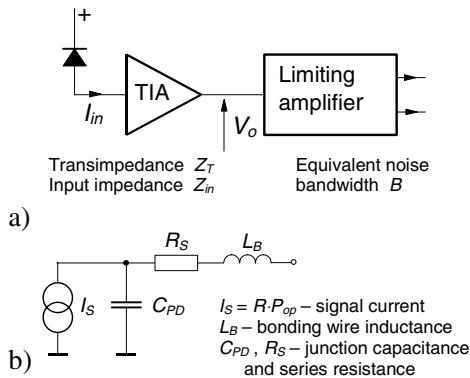 +
TIA
Limiting
amplifier
I_in
V_o
Transimpedance Z_T
Input impedance Z_in
Equivalent noise
bandwidth B
a)
R_S
L_B
I_S
C_PD
I_S = R·P_op – signal current
L_B – bonding wire inductance
C_PD , R_S – junction capacitance
and series resistance
b)